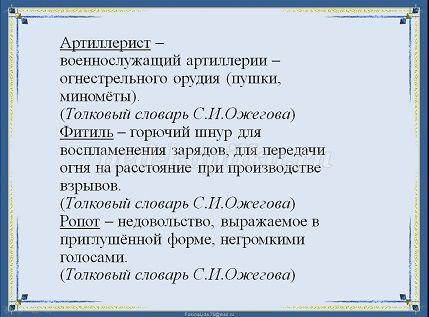 Артиллерист –
военнослужащий артиллерии –
огнестрельного орудия (пушки,
миномёты).
(Толковый словарь С.И.Ожегова)
Фитиль – горючий шнур для
воспламенения зарядов, для передачи
огня на расстояние при производстве
взрывов.
(Толковый словарь С.И.Ожегова)
Ропот – недовольство, выражаемое в
приглушённой форме, негромкими
голосами.
(Толковый словарь С.И.Ожегова)